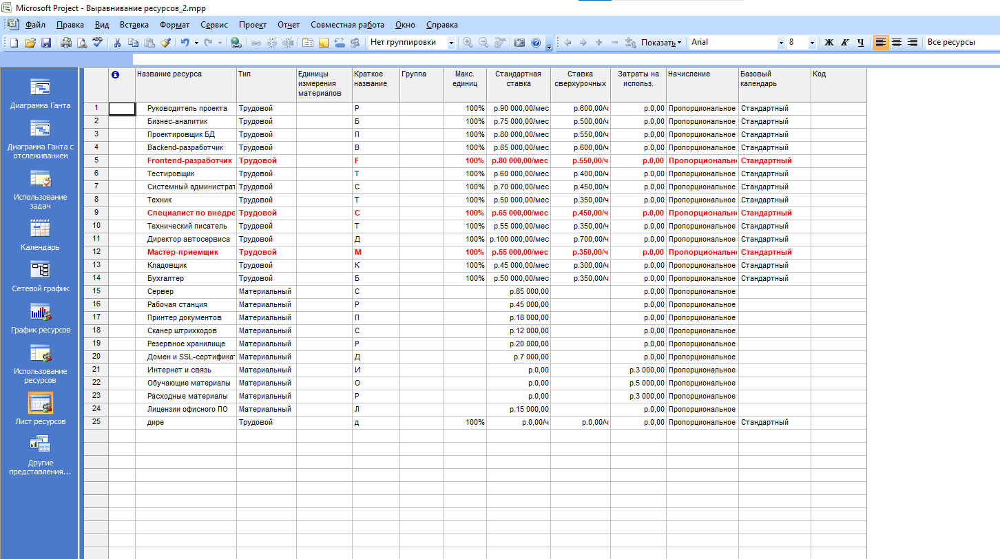 Microsoft Project - Выравнивание ресурсов_2.mpp
Файл Правка Вид Вставка Формат Сервис Проект Отчет Совместная работа Окно Справка
Нет группировки Показать Arial 8 Ж К Ч Все ресурсы
Диаграмма Ганта
Диаграмма Ганта с
отслеживанием
Использование
задач
Календарь
Сетевой график
График ресурсов
Использование
ресурсов
Лист ресурсов
Другие
представления...
Название ресурса Тип Единицы измерения материалов Краткое название Группа Макс. единиц Стандартная ставка Ставка сверхурочных Затраты на использ. Начисление Базовый календарь Код
1 Руководитель проекта Трудовой Р 100% р.90 000,00/мес р.600,00/ч р.0,00 Пропорциональное Стандартный
2 Бизнес-аналитик Трудовой Б 100% р.75 000,00/мес р.500,00/ч р.0,00 Пропорциональное Стандартный
3 Проектировщик БД Трудовой П 100% р.80 000,00/мес р.550,00/ч р.0,00 Пропорциональное Стандартный
4 Backend-разработчик Трудовой B 100% р.85 000,00/мес р.600,00/ч р.0,00 Пропорциональное Стандартный
5 Frontend-разработчик Трудовой F 100% р.80 000,00/мес р.550,00/ч р.0,00 Пропорционально Стандартный
6 Тестировщик Трудовой Т 100% р.60 000,00/мес р.400,00/ч р.0,00 Пропорциональное Стандартный
7 Системный администрат Трудовой С 100% р.70 000,00/мес р.450,00/ч р.0,00 Пропорциональное Стандартный
8 Техник Трудовой Т 100% р.50 000,00/мес р.350,00/ч р.0,00 Пропорциональное Стандартный
9 Специалист по внедре Трудовой С 100% р.65 000,00/мес р.450,00/ч р.0,00 Пропорциональн Стандартный
10 Технический писатель Трудовой Т 100% р.55 000,00/мес р.350,00/ч р.0,00 Пропорциональное Стандартный
11 Директор автосервиса Трудовой Д 100% р.100 000,00/мес р.700,00/ч р.0,00 Пропорциональное Стандартный
12 Мастер-приемщик Трудовой М 100% р.55 000,00/мес р.350,00/ч р.0,00 Пропорциональн Стандартный
13 Кладовщик Трудовой К 100% р.45 000,00/мес р.300,00/ч р.0,00 Пропорциональное Стандартный
14 Бухгалтер Трудовой Б 100% р.50 000,00/мес р.350,00/ч р.0,00 Пропорциональное Стандартный
15 Сервер Материальный С р.85 000,00 р.0,00 Пропорциональное
16 Рабочая станция Материальный Р р.45 000,00 р.0,00 Пропорциональное
17 Принтер документов Материальный П р.18 000,00 р.0,00 Пропорциональное
18 Сканер штрихкодов Материальный С р.12 000,00 р.0,00 Пропорциональное
19 Резервное хранилище Материальный Р р.20 000,00 р.0,00 Пропорциональное
20 Домен и SSL-сертифика Материальный Д р.7 000,00 р.0,00 Пропорциональное
21 Интернет и связь Материальный И р.0,00 р.3 000,00 Пропорциональное
22 Обучающие материалы Материальный О р.0,00 р.5 000,00 Пропорциональное
23 Расходные материалы Материальный Р р.0,00 р.3 000,00 Пропорциональное
24 Лицензии офисного ПО Материальный Л р.15 000,00 р.0,00 Пропорциональное
25 дире Трудовой д 100% р.0,00/ч р.0,00/ч р.0,00 Пропорциональное Стандартный